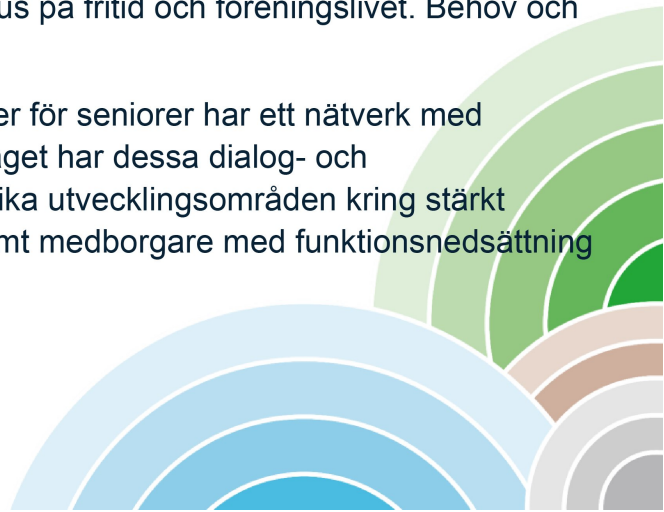 us på fritid och föreningslivet. Behov och
er för seniorer har ett nätverk med
get har dessa dialog- och
ika utvecklingsområden kring stärkt
mt medborgare med funktionsnedsättning